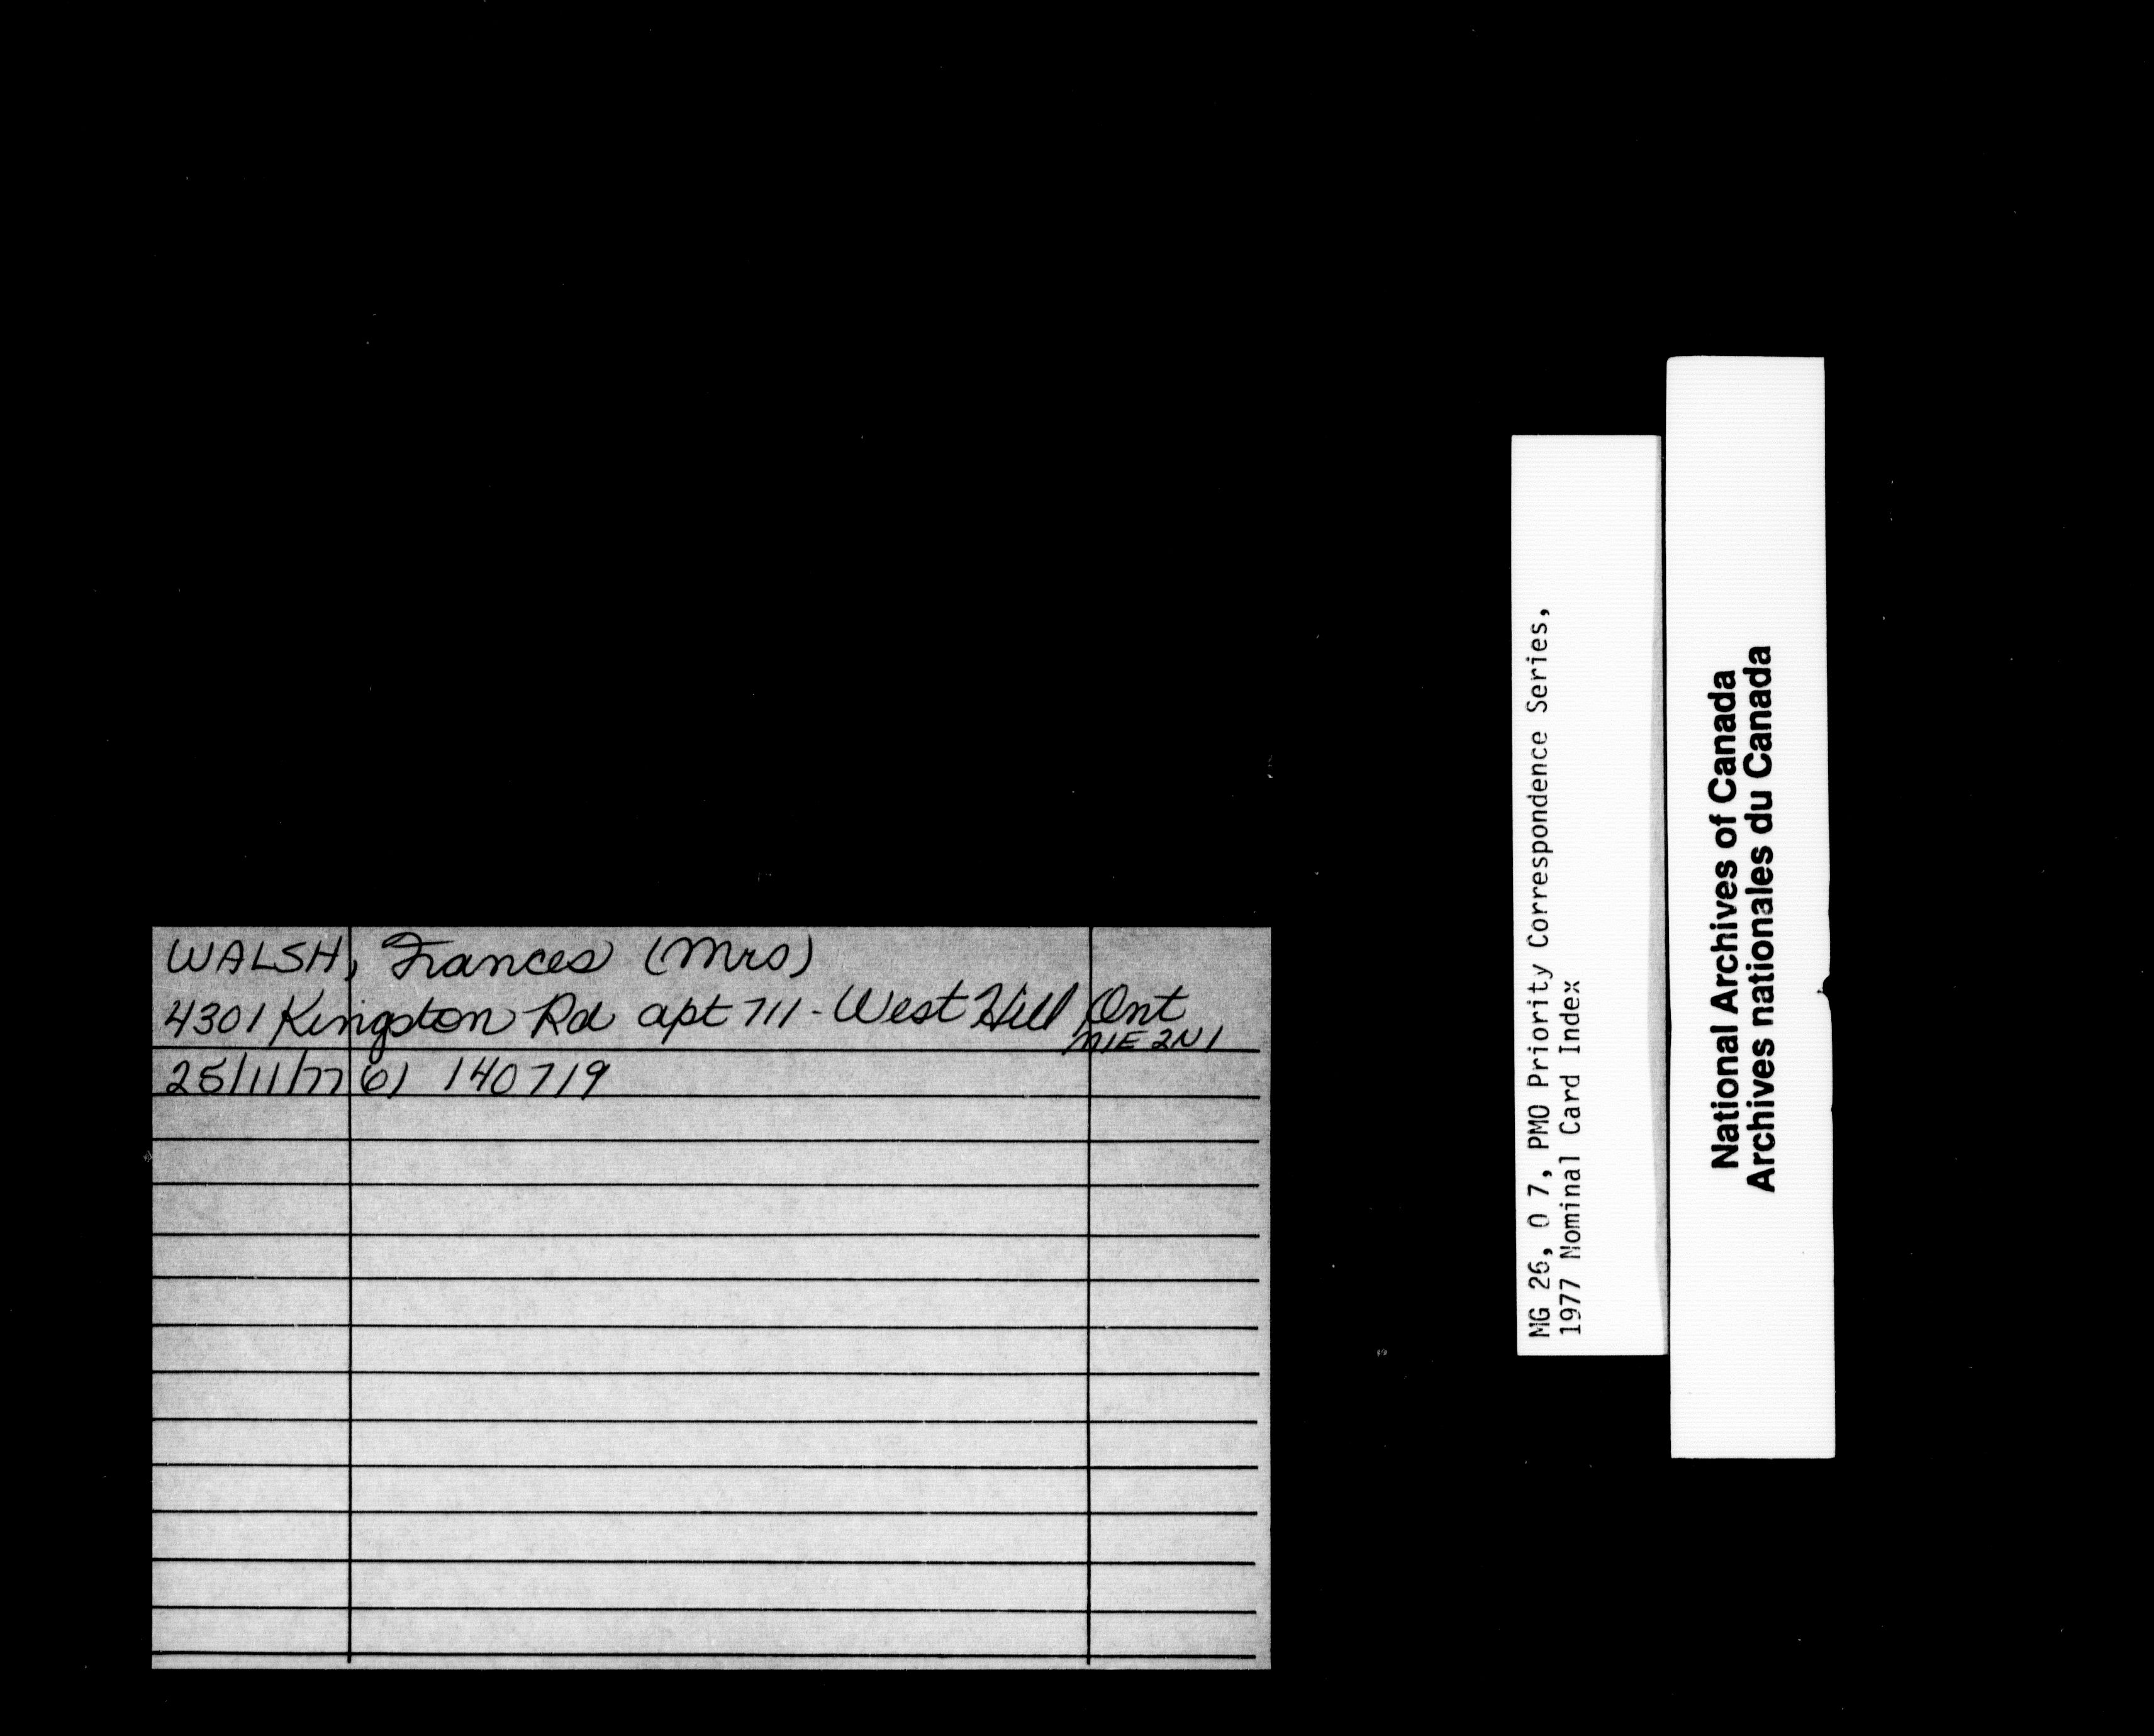 WALSH, Frances (Mrs)
4301 Kingston Rd apt 711 - West Hill, Ont
M1E 2N1
25/11/77 61 140719
MG 26, O 7, PMO Priority Correspondence Series,
1977 Nominal Card Index
National Archives of Canada
Archives nationales du Canada